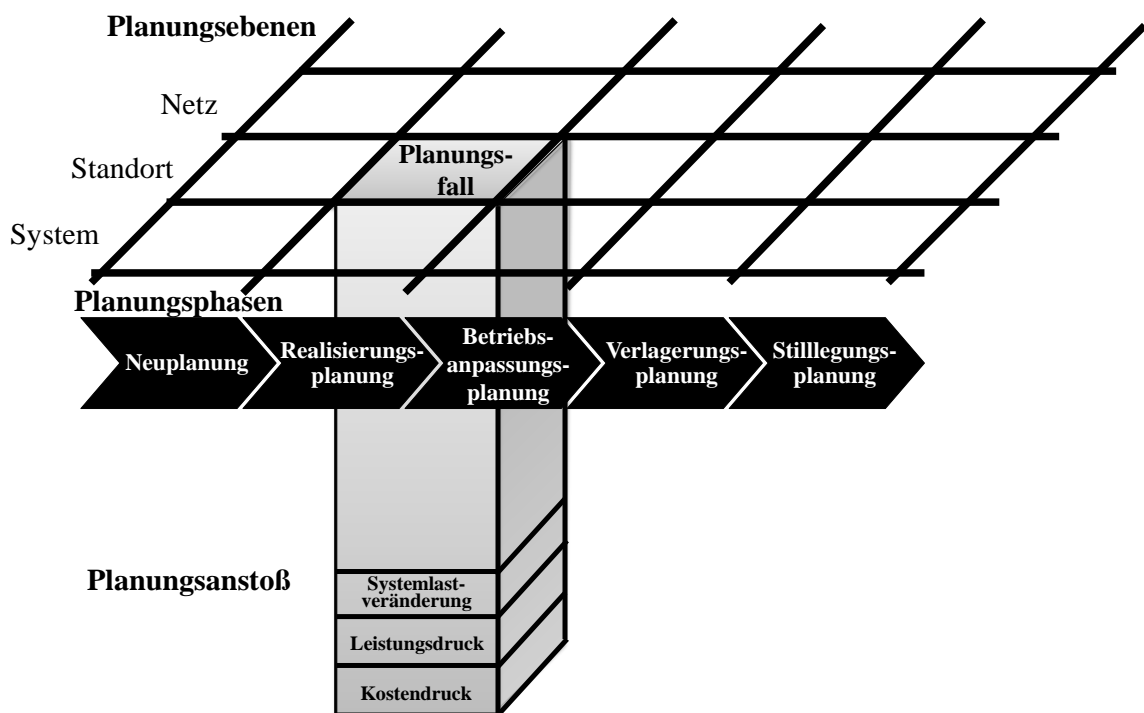 Planungsebenen
Netz
Standort
System
Planungs-
fall
Planungsphasen
Neuplanung
Realisierungs-
planung
Betriebs-
anpassungs-
planung
Verlagerungs-
planung
Stilllegungs-
planung
Planungsanstoß
Systemlast-
veränderung
Leistungsdruck
Kostendruck